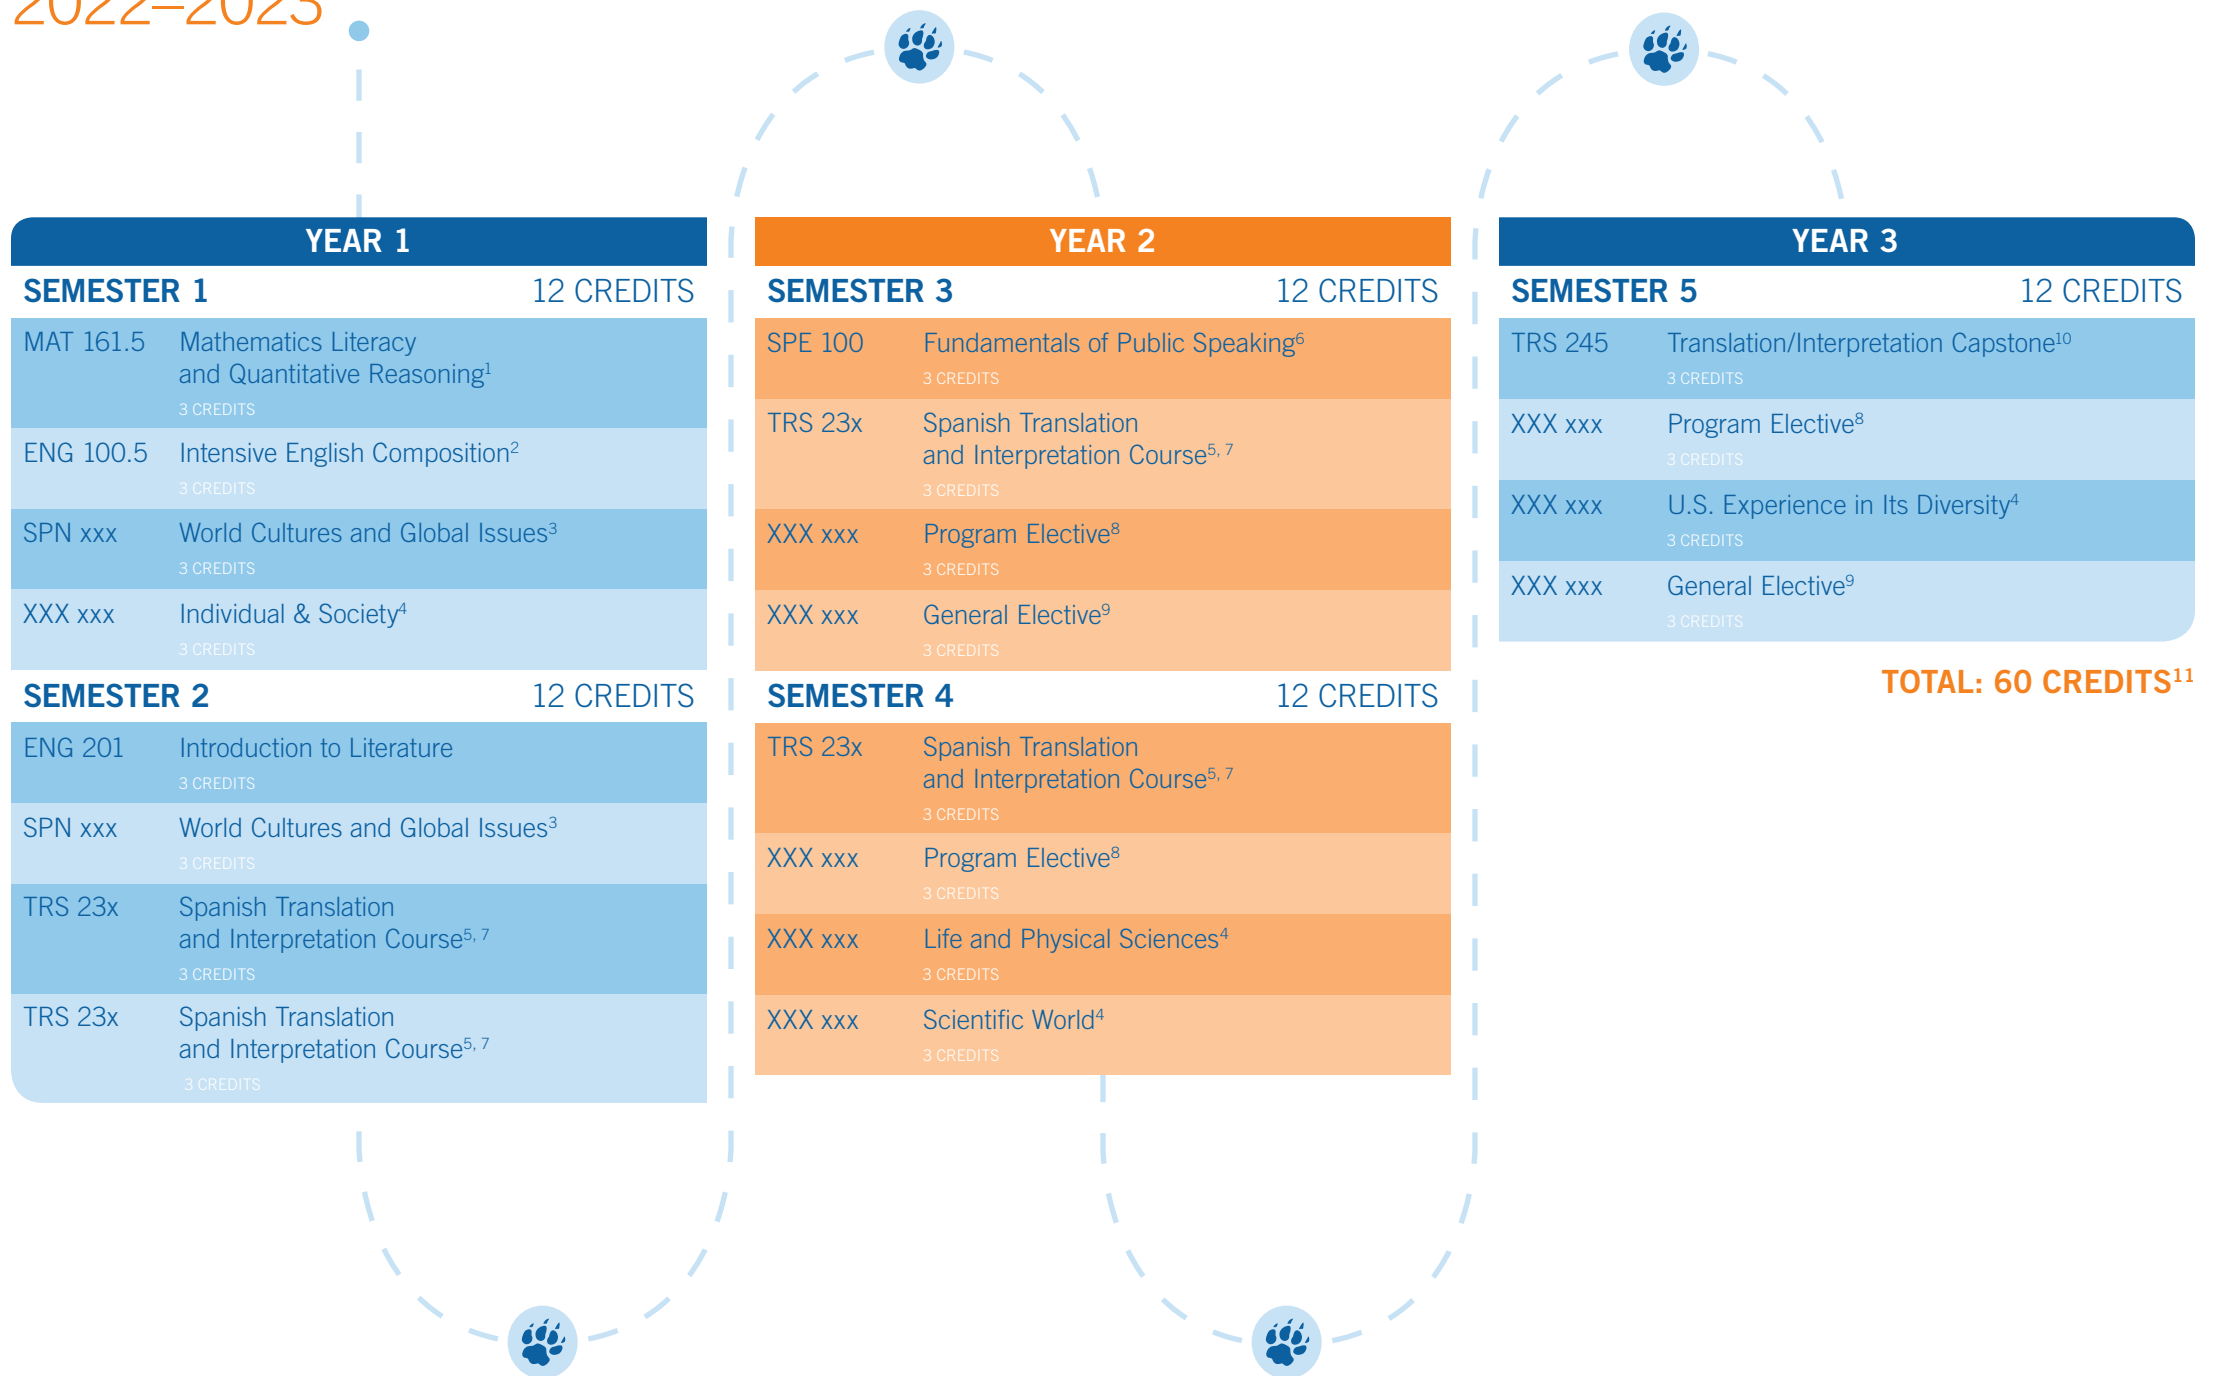 2022–2023
YEAR 1
SEMESTER 1 12 CREDITS
MAT 161.5 Mathematics Literacy
and Quantitative Reasoning1
3 CREDITS
ENG 100.5 Intensive English Composition2
3 CREDITS
SPN xxx World Cultures and Global Issues3
3 CREDITS
XXX xxx Individual & Society4
3 CREDITS
SEMESTER 2 12 CREDITS
ENG 201 Introduction to Literature
3 CREDITS
SPN xxx World Cultures and Global Issues3
3 CREDITS
TRS 23x Spanish Translation
and Interpretation Course5, 7
3 CREDITS
TRS 23x Spanish Translation
and Interpretation Course5, 7
3 CREDITS
YEAR 2
SEMESTER 3 12 CREDITS
SPE 100 Fundamentals of Public Speaking6
3 CREDITS
TRS 23x Spanish Translation
and Interpretation Course5, 7
3 CREDITS
XXX xxx Program Elective8
3 CREDITS
XXX xxx General Elective9
3 CREDITS
SEMESTER 4 12 CREDITS
TRS 23x Spanish Translation
and Interpretation Course5, 7
3 CREDITS
XXX xxx Program Elective8
3 CREDITS
XXX xxx Life and Physical Sciences4
3 CREDITS
XXX xxx Scientific World4
3 CREDITS
YEAR 3
SEMESTER 5 12 CREDITS
TRS 245 Translation/Interpretation Capstone10
3 CREDITS
XXX xxx Program Elective8
3 CREDITS
XXX xxx U.S. Experience in Its Diversity4
3 CREDITS
XXX xxx General Elective9
3 CREDITS
TOTAL: 60 CREDITS11